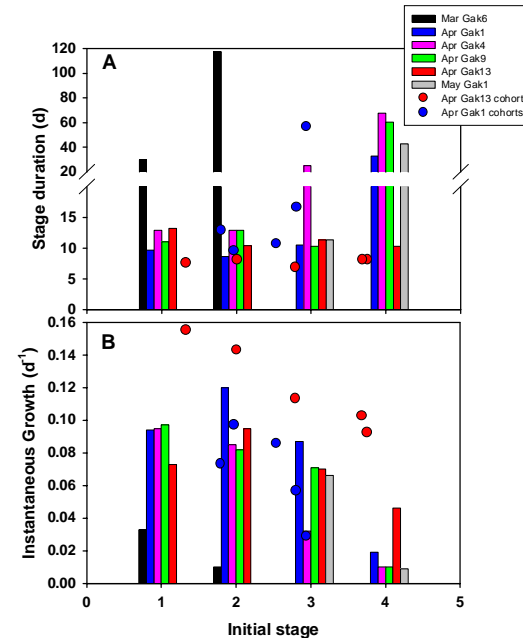 Mar Gak6
Apr Gak1
Apr Gak4
Apr Gak9
Apr Gak13
May Gak1
Apr Gak13 cohorts
Apr Gak1 cohorts
A
Stage duration (d)
120
100
80
60
40
20
15
10
5
0
B
Instantaneous Growth (d-1)
0.16
0.14
0.12
0.10
0.08
0.06
0.04
0.02
0.00
0 1 2 3 4 5
Initial stage